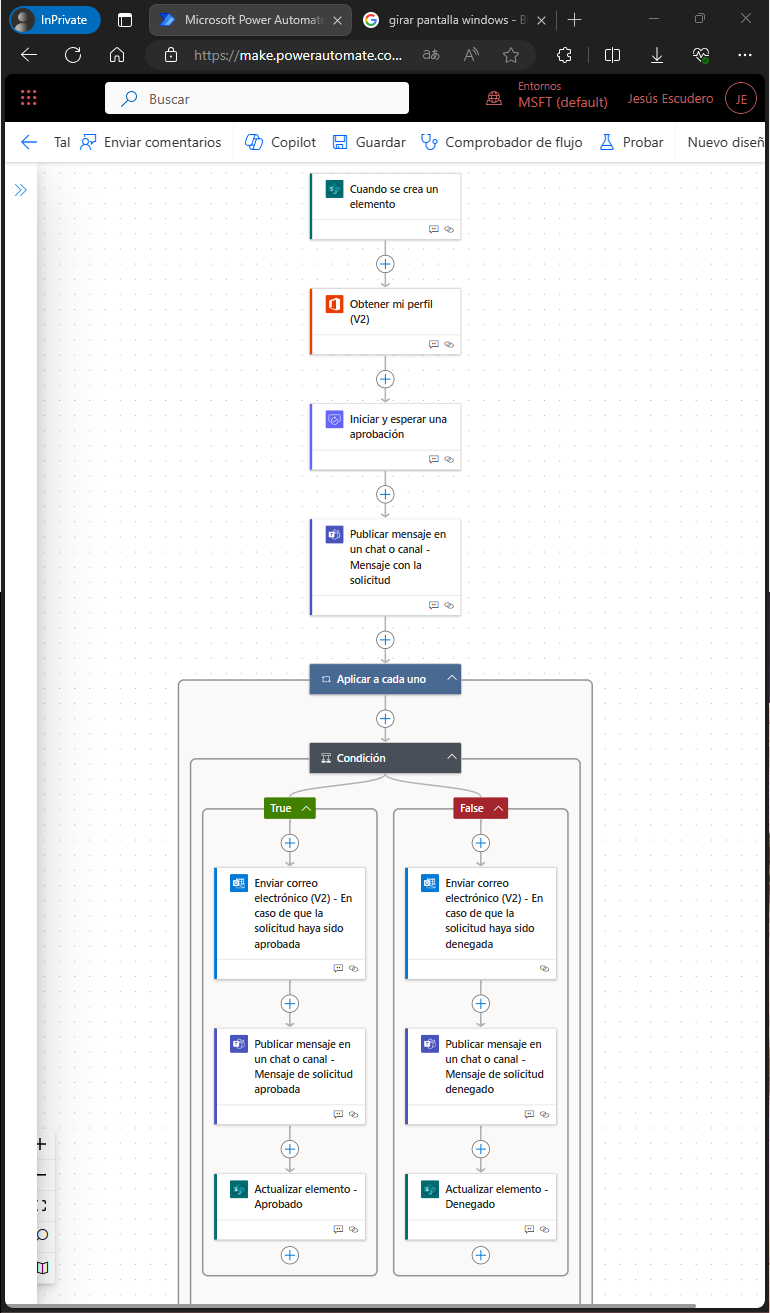 InPrivate
Microsoft Power Automate
girar pantalla windows - B
https://make.powerautomate.co...
Buscar
Entornos
MSFT (default)
Jesús Escudero
JE
Tal
Enviar comentarios
Copilot
Guardar
Comprobador de flujo
Probar
Nuevo diseñ
Cuando se crea un
elemento
Obtener mi perfil
(V2)
Iniciar y esperar una
aprobación
Publicar mensaje en
un chat o canal -
Mensaje con la
solicitud
Aplicar a cada uno
Condición
True
False
Enviar correo
electrónico (V2) - En
caso de que la
solicitud haya sido
aprobada
Enviar correo
electrónico (V2) - En
caso de que la
solicitud haya sido
denegada
Publicar mensaje en
un chat o canal -
Mensaje de solicitud
aprobada
Publicar mensaje en
un chat o canal -
Mensaje de solicitud
denegado
Actualizar elemento -
Aprobado
Actualizar elemento -
Denegado